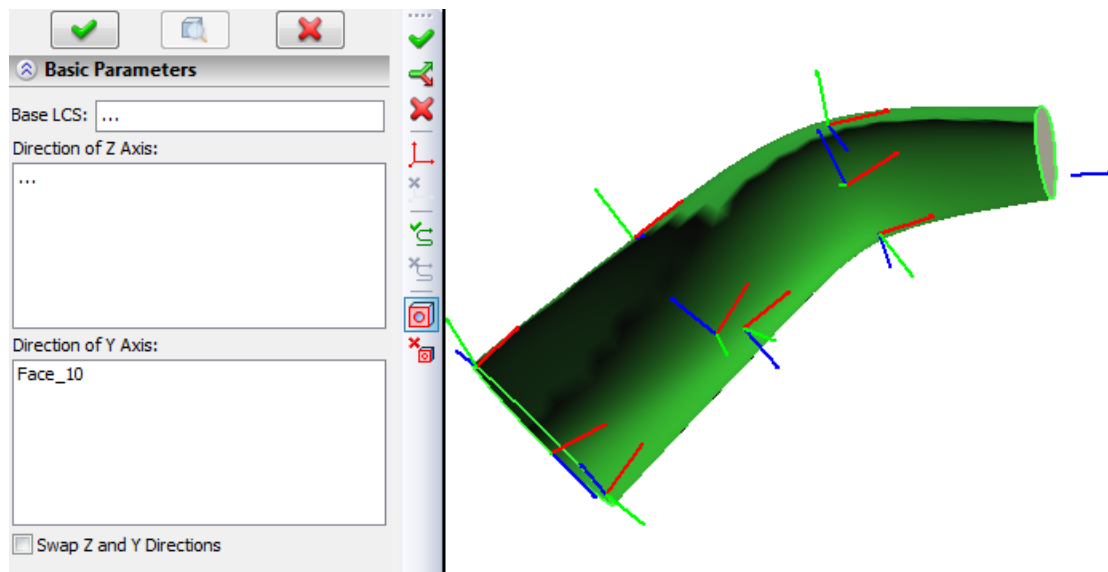 Basic Parameters
Base LCS: ...
Direction of Z Axis:
...
Direction of Y Axis:
Face_10
Swap Z and Y Directions